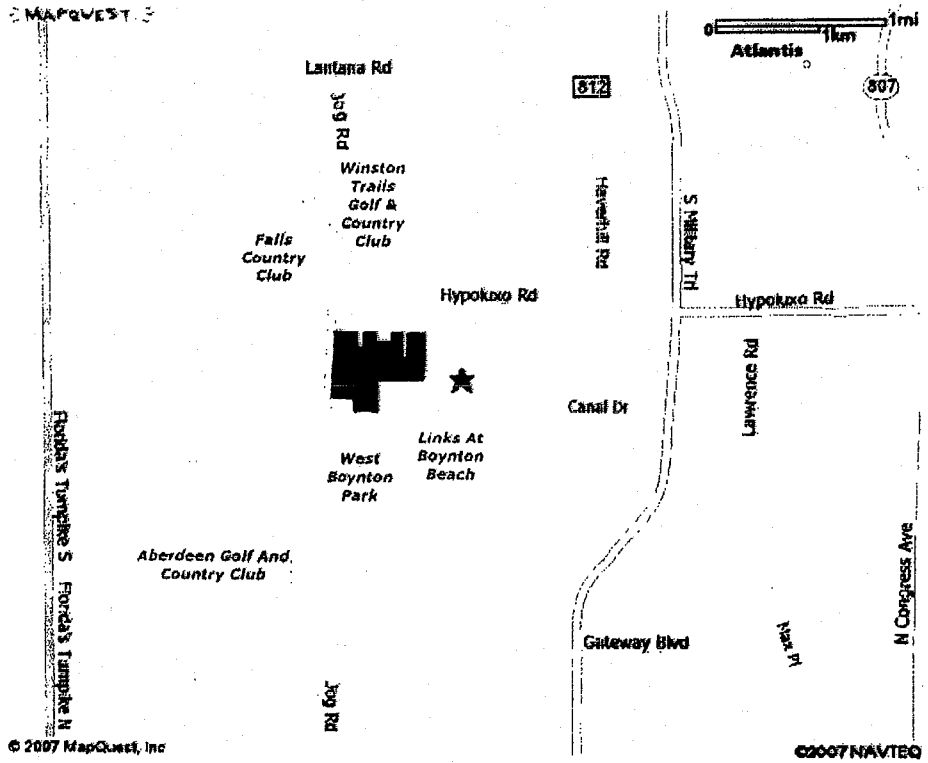 MAPQUEST
0
1mi
1km
Atlantis
Lantana Rd
812
807
Jog Rd
Winston
Trails
Golf &
Country
Club
Haverhill Rd
S Military Trl
Falls
Country
Club
Hypoluxo Rd
Hypoluxo Rd
Lawrence Rd
Canal Dr
Florida's Turnpike S
Links At
Boynton
Beach
West
Boynton
Park
Aberdeen Golf And
Country Club
N Congress Ave
Florida's Turnpike N
Gateway Blvd
Nax Pl
Jog Rd
© 2007 MapQuest, Inc
©2007 NAVTEQ